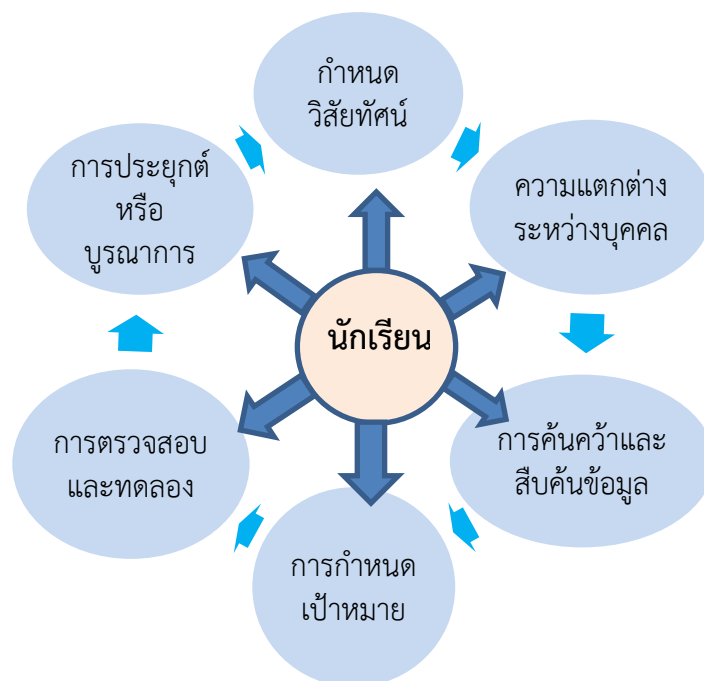 กำหนด
วิสัยทัศน์
ความแตกต่าง
ระหว่างบุคคล
การค้นคว้าและ
สืบค้นข้อมูล
การกำหนด
เป้าหมาย
การตรวจสอบ
และทดลอง
การประยุกต์
หรือ
บูรณาการ
นักเรียน